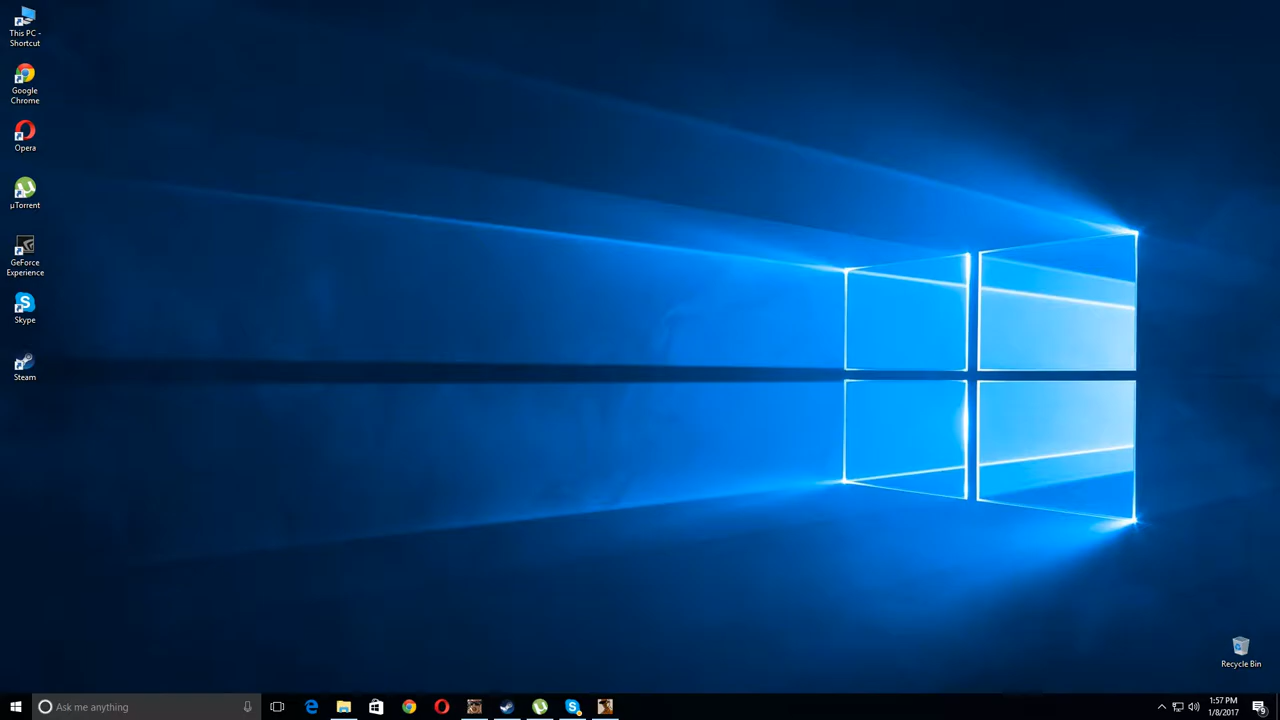 This PC -
Shortcut
Google
Chrome
Opera
µTorrent
GeForce
Experience
Skype
Steam
Recycle Bin
Ask me anything
1:57 PM
1/8/2017
9